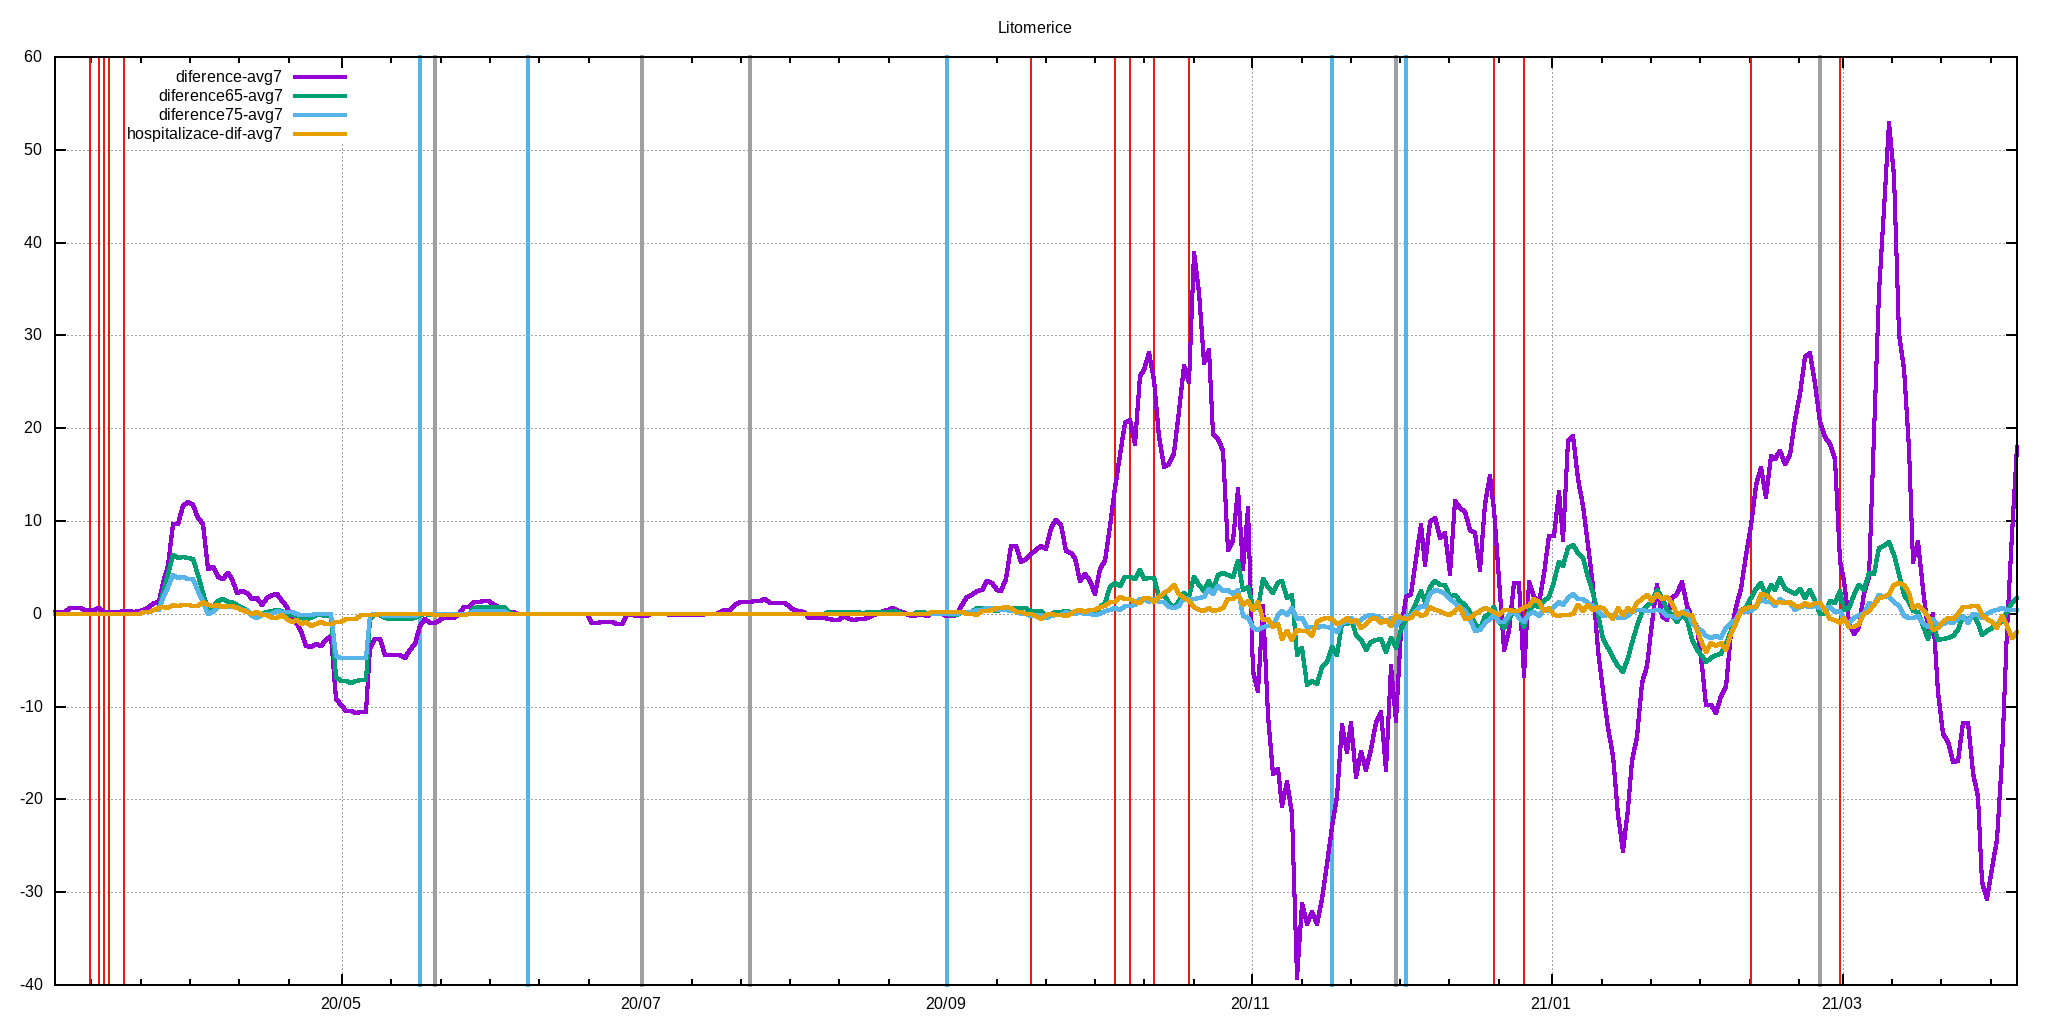 Litomerice
60
diference-avg7
diference65-avg7
diference75-avg7
hospitalizace-dif-avg7
50
40
30
20
10
0
-10
-20
-30
-40
20/05 20/07 20/09 20/11 21/01 21/03